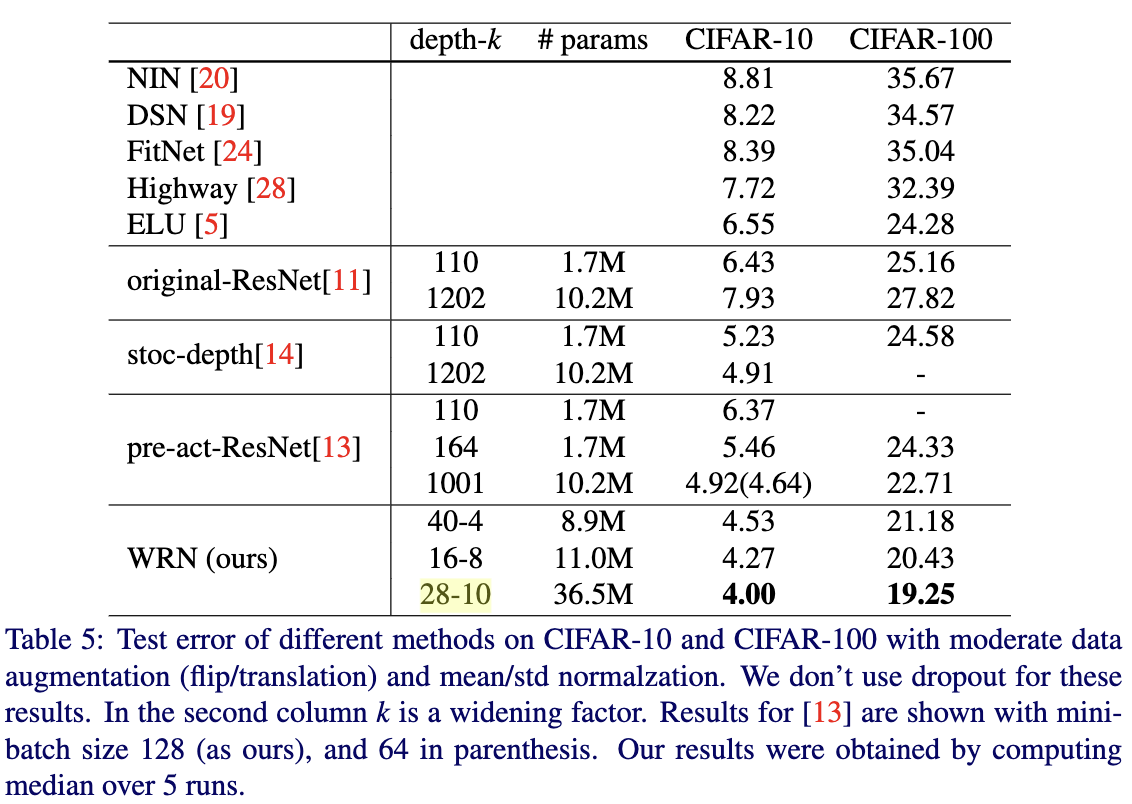 depth-k # params CIFAR-10 CIFAR-100
NIN [20] 8.81 35.67
DSN [19] 8.22 34.57
FitNet [24] 8.39 35.04
Highway [28] 7.72 32.39
ELU [5] 6.55 24.28
original-ResNet[11]
110 1.7M 6.43 25.16
1202 10.2M 7.93 27.82
stoc-depth[14]
110 1.7M 5.23 24.58
1202 10.2M 4.91 -
pre-act-ResNet[13]
110 1.7M 6.37 -
164 1.7M 5.46 24.33
1001 10.2M 4.92(4.64) 22.71
WRN (ours)
40-4 8.9M 4.53 21.18
16-8 11.0M 4.27 20.43
28-10 36.5M 4.00 19.25
Table 5: Test error of different methods on CIFAR-10 and CIFAR-100 with moderate data
augmentation (flip/translation) and mean/std normalzation. We don't use dropout for these
results. In the second column k is a widening factor. Results for [13] are shown with mini-
batch size 128 (as ours), and 64 in parenthesis. Our results were obtained by computing
median over 5 runs.